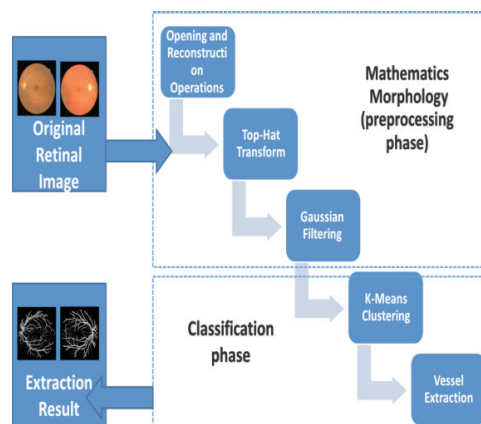 Opening and
Reconstructi
on
Operations
Mathematics
Morphology
(preprocessing
phase)
Original
Retinal
Image
Top-Hat
Transform
Gaussian
Filtering
K-Means
Clustering
Classification
phase
Vessel
Extraction
Extraction
Result